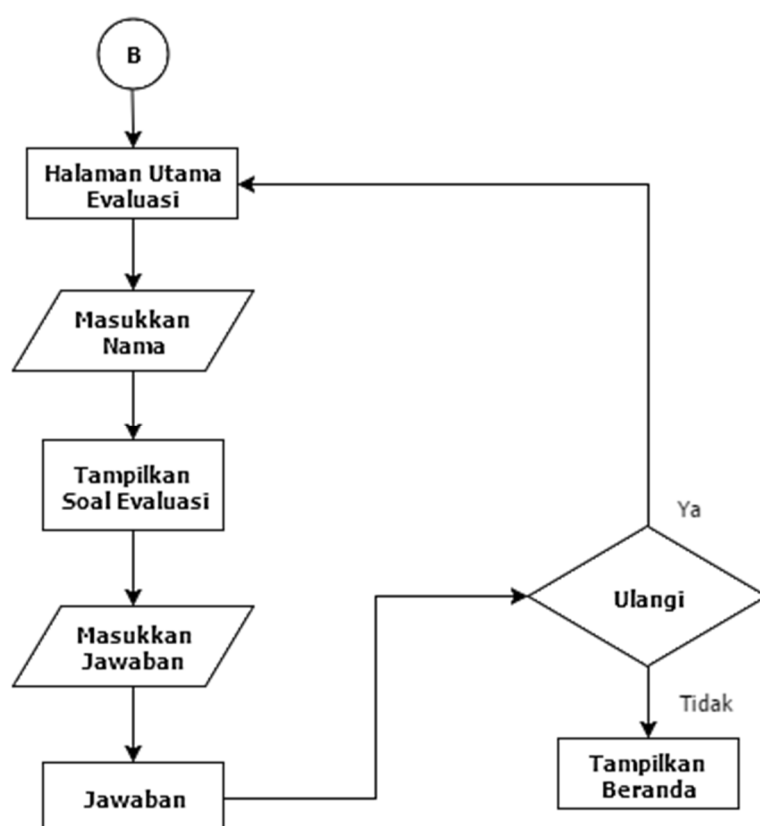 B
Halaman Utama
Evaluasi
Masukkan
Nama
Tampilkan
Soal Evaluasi
Masukkan
Jawaban
Jawaban
Ya
Ulangi
Tidak
Tampilkan
Beranda